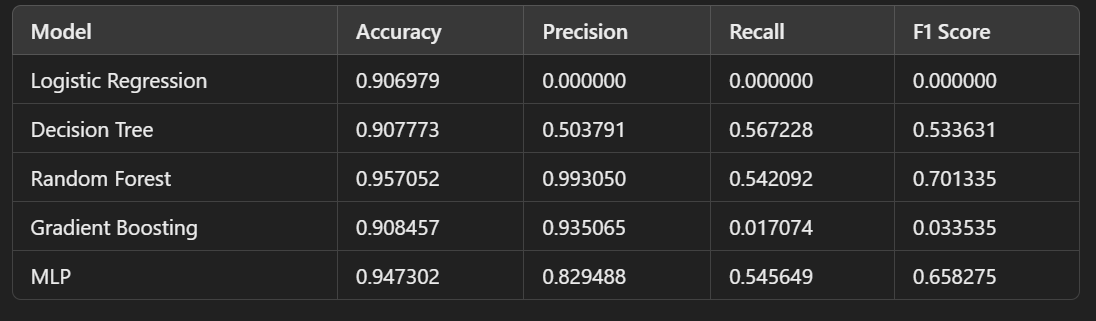 Model Accuracy Precision Recall F1 Score
Logistic Regression 0.906979 0.000000 0.000000 0.000000
Decision Tree 0.907773 0.503791 0.567228 0.533631
Random Forest 0.957052 0.993050 0.542092 0.701335
Gradient Boosting 0.908457 0.935065 0.017074 0.033535
MLP 0.947302 0.829488 0.545649 0.658275